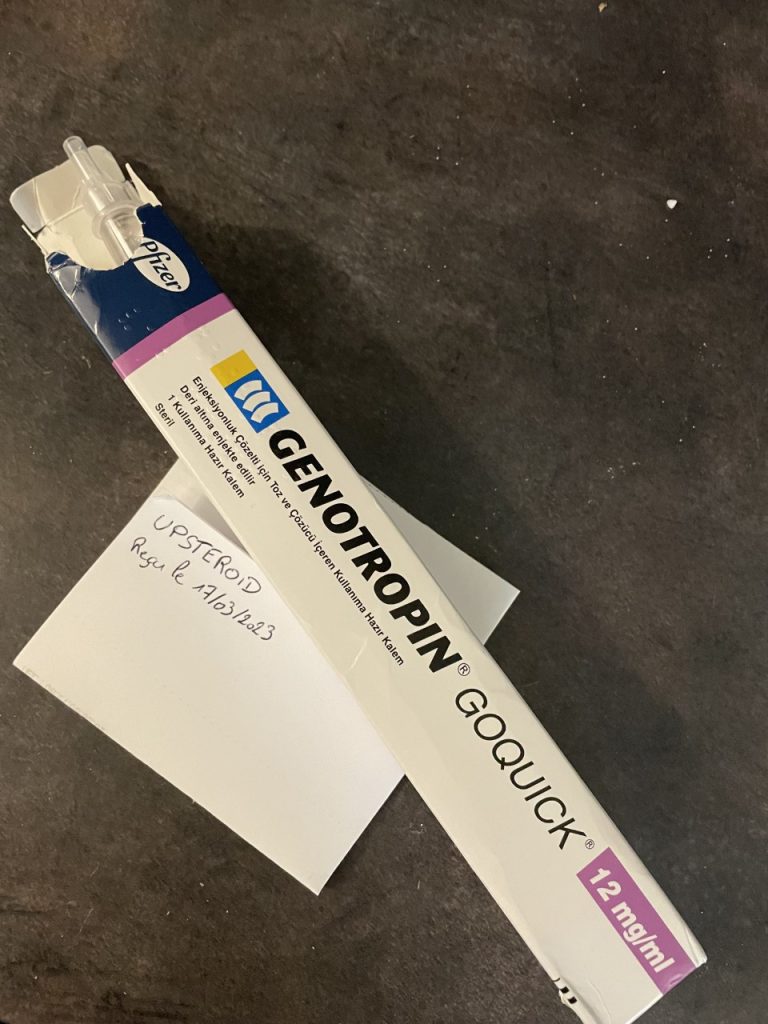 Pfizer
GENOTROPIN® GOQUICK®
12 mg/ml
Enjeksiyonluk Çözelti için Toz ve Çözücü İçeren Kullanıma Hazır Kalem
Deri altına enjekte edilir
1 Kullanıma Hazır Kalem
Steril
UPSTEROID
Reçu le 17/03/2023